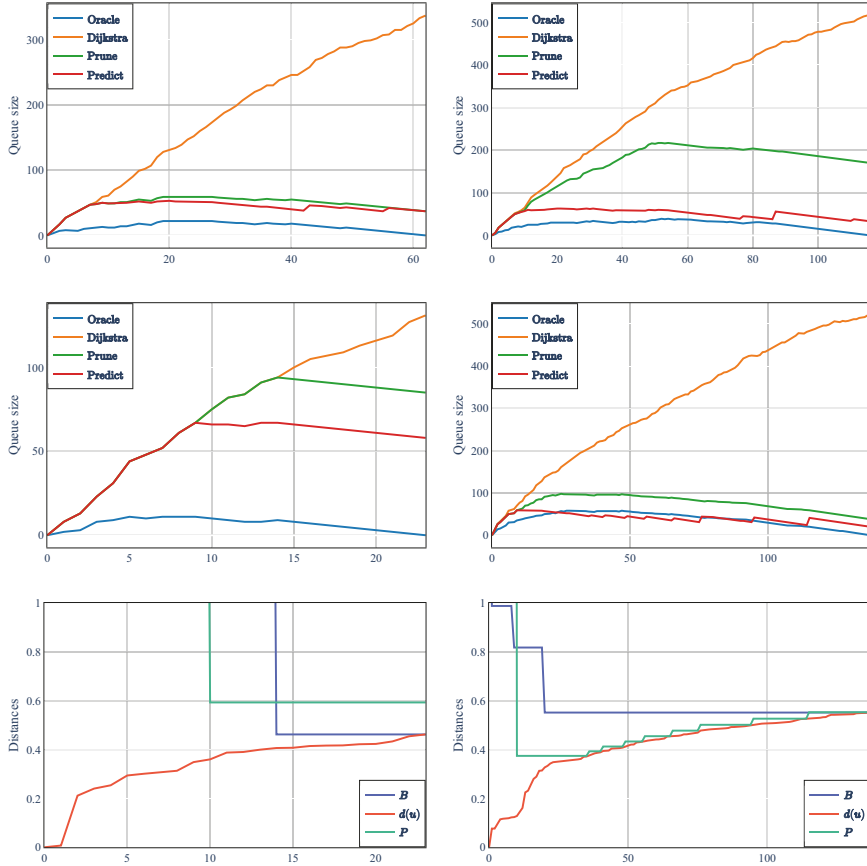 Oracle
Dijkstra
Prune
Predict
Queue size
300
200
100
0
0
20
40
60
Oracle
Dijkstra
Prune
Predict
Queue size
500
400
300
200
100
0
0
20
40
60
80
100
Oracle
Dijkstra
Prune
Predict
Queue size
100
50
0
0
5
10
15
20
Oracle
Dijkstra
Prune
Predict
Queue size
500
400
300
200
100
0
0
50
100
Distances
1
0.8
0.6
0.4
0.2
0
0
5
10
15
20
B
d(u)
P
Distances
1
0.8
0.6
0.4
0.2
0
0
50
100
B
d(u)
P